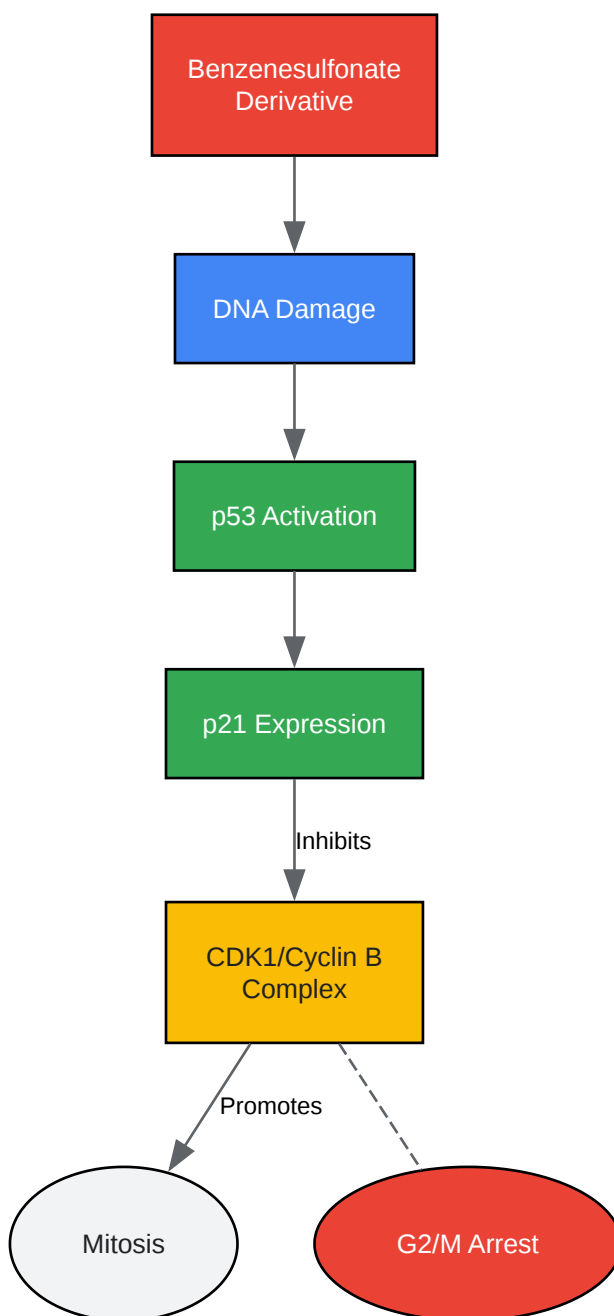 Benzenesulfonate
Derivative
DNA Damage
p53 Activation
p21 Expression
Inhibits
CDK1/Cyclin B
Complex
Promotes
Mitosis
G2/M Arrest